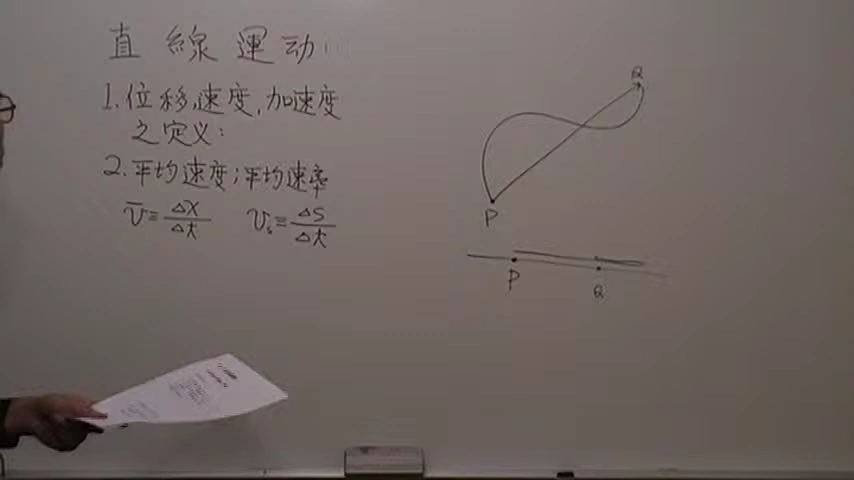 直線運动
1. 位移,速度,加速度
之定义:
2. 平均速度;平均速率
v̄ ≡ Δx/Δt  vₛ ≡ Δs/Δt
Q
P
P
Q